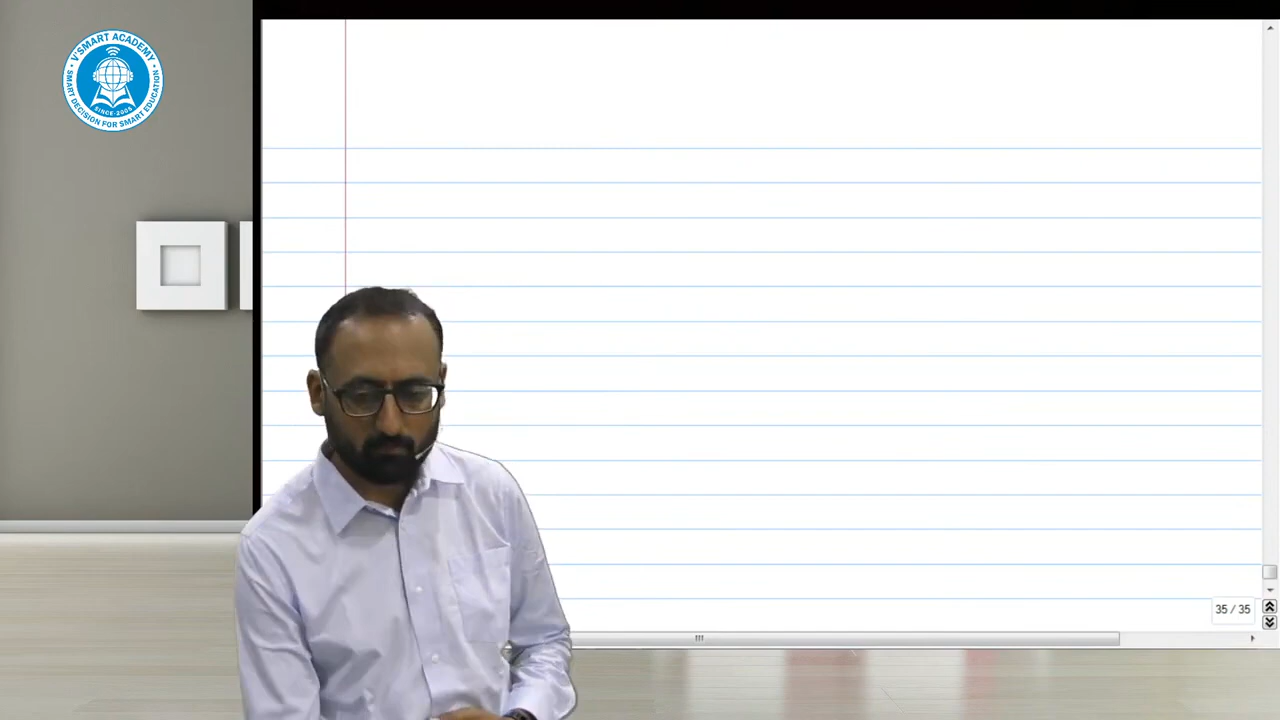 V'SMART ACADEMY
SMART DECISION FOR SMART EDUCATION
SINCE-2005
35 / 35